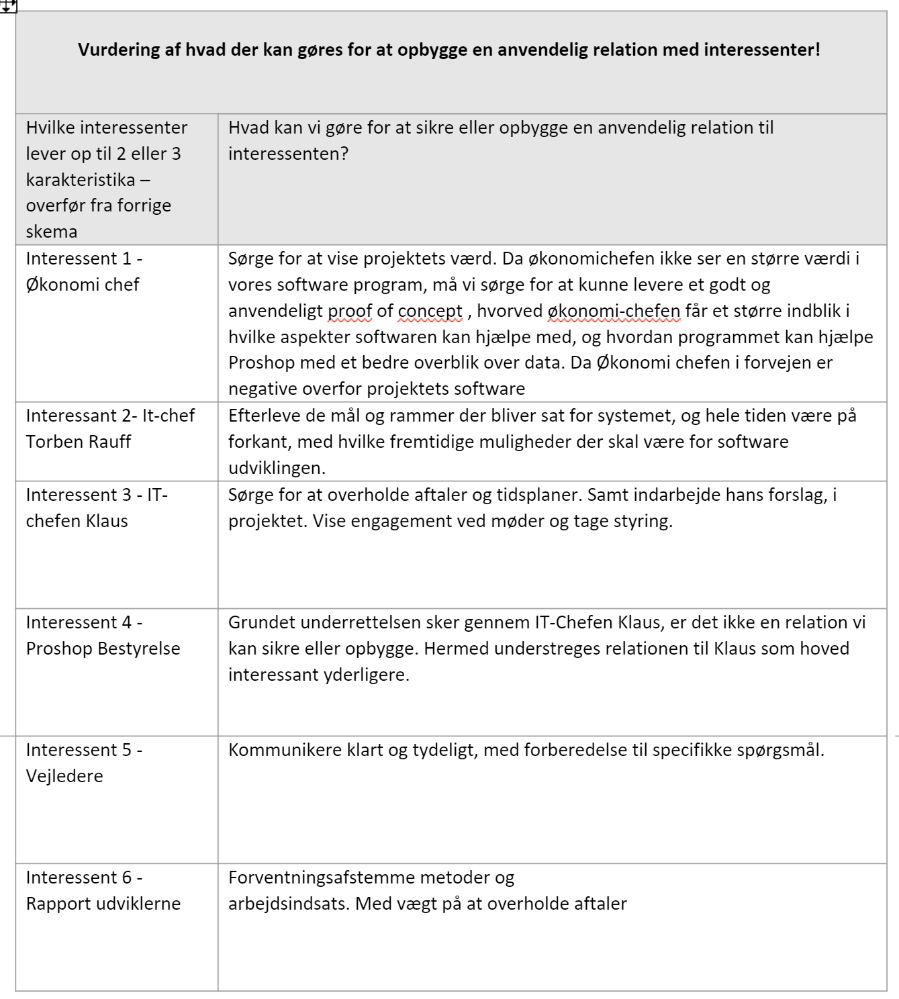 Vurdering af hvad der kan gøres for at opbygge en anvendelig relation med interessenter!
Hvilke interessenter
lever op til 2 eller 3
karakteristika –
overfør fra forrige
skema
Hvad kan vi gøre for at sikre eller opbygge en anvendelig relation til
interessenten?
Interessent 1 -
Økonomi chef
Sørge for at vise projektets værd. Da økonomichefen ikke ser en større værdi i
vores software program, må vi sørge for at kunne levere et godt og
anvendeligt proof of concept , hvorved økonomi-chefen får et større indblik i
hvilke aspekter softwaren kan hjælpe med, og hvordan programmet kan hjælpe
Proshop med et bedre overblik over data. Da Økonomi chefen i forvejen er
negative overfor projektets software
Interessant 2- It-chef
Torben Rauff
Efterleve de mål og rammer der bliver sat for systemet, og hele tiden være på
forkant, med hvilke fremtidige muligheder der skal være for software
udviklingen.
Interessent 3 - IT-
chefen Klaus
Sørge for at overholde aftaler og tidsplaner. Samt indarbejde hans forslag, i
projektet. Vise engagement ved møder og tage styring.
Interessent 4 -
Proshop Bestyrelse
Grundet underrettelsen sker gennem IT-Chefen Klaus, er det ikke en relation vi
kan sikre eller opbygge. Hermed understreges relationen til Klaus som hoved
interessant yderligere.
Interessent 5 -
Vejledere
Kommunikere klart og tydeligt, med forberedelse til specifikke spørgsmål.
Interessent 6 -
Rapport udviklerne
Forventningsafstemme metoder og
arbejdsindsats. Med vægt på at overholde aftaler